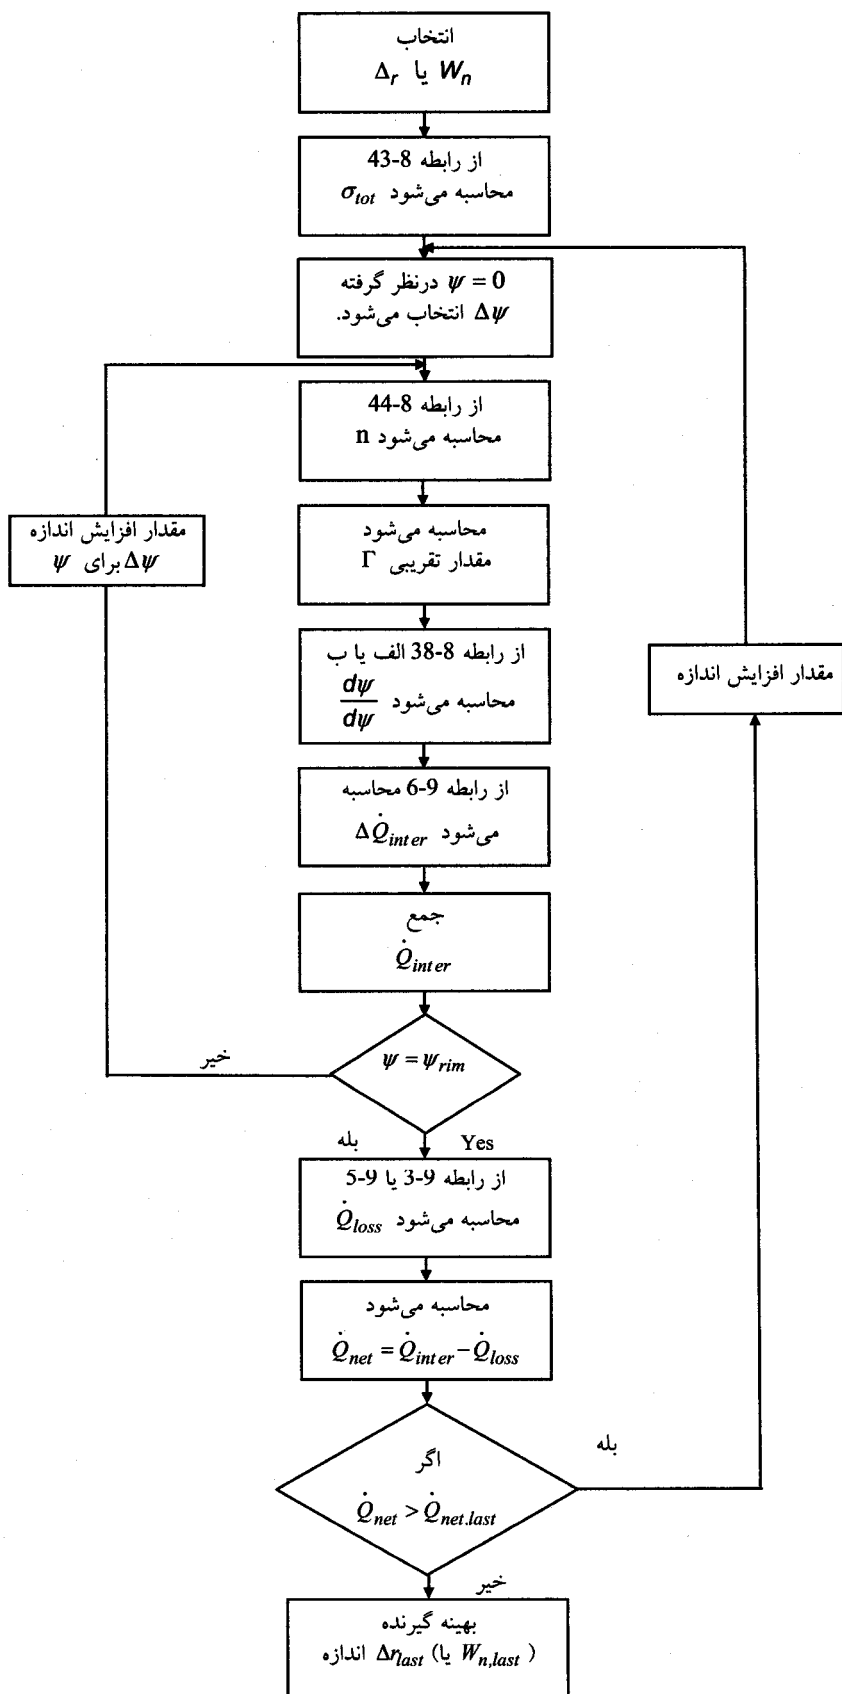 انتخاب
Δr یا Wn
از رابطه 8-43
محاسبه می‌شود σtot
ψ = 0 درنظر گرفته
Δψ انتخاب می‌شود.
از رابطه 8-44
محاسبه می‌شود n
مقدار افزایش اندازه
Δψ برای ψ
محاسبه می‌شود
مقدار تقریبی Γ
از رابطه 8-38 الف یا ب
محاسبه می‌شود dψ/dψ
مقدار افزایش اندازه
از رابطه 9-6 محاسبه
می‌شود ΔQ̇inter
جمع
Q̇inter
ψ = ψrim
خیر
بله Yes
از رابطه 9-3 یا 9-5
محاسبه می‌شود Q̇loss
محاسبه می‌شود
Q̇net = Q̇inter − Q̇loss
اگر
Q̇net > Q̇net.last
بله
خیر
بهینه گیرنده
اندازه Δrlast (یا Wn,last)